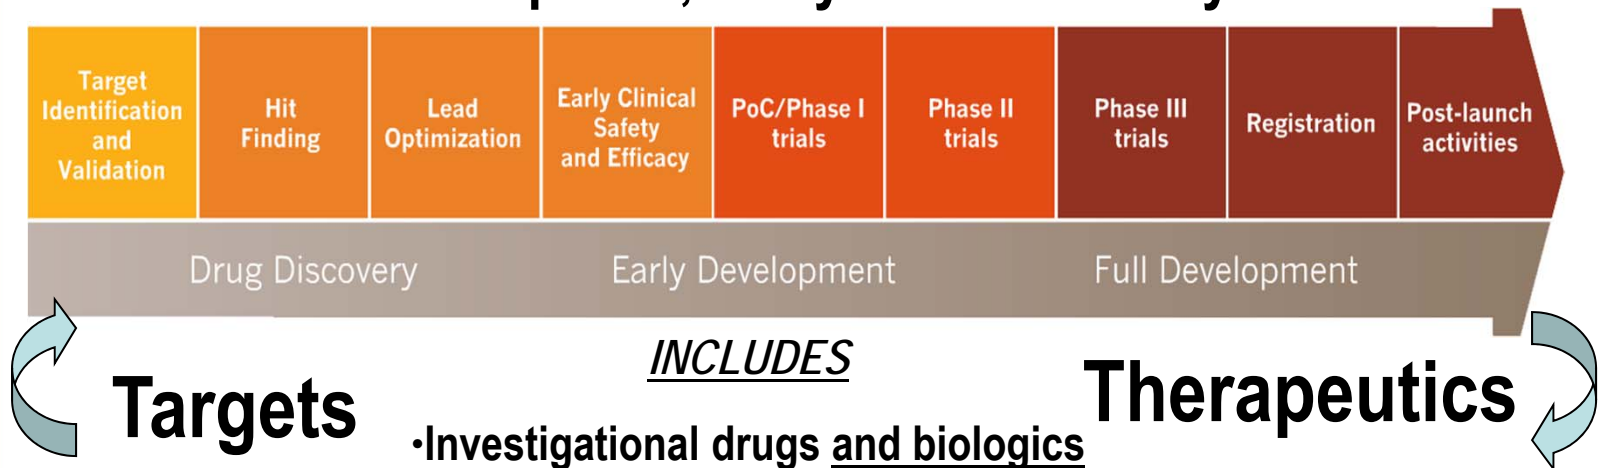 Target
Identification
and
Validation
Hit
Finding
Lead
Optimization
Early Clinical
Safety
and Efficacy
PoC/Phase I
trials
Phase II
trials
Phase III
trials
Registration
Post-launch
activities
Drug Discovery
Early Development
Full Development
INCLUDES
Targets
Therapeutics
•Investigational drugs and biologics